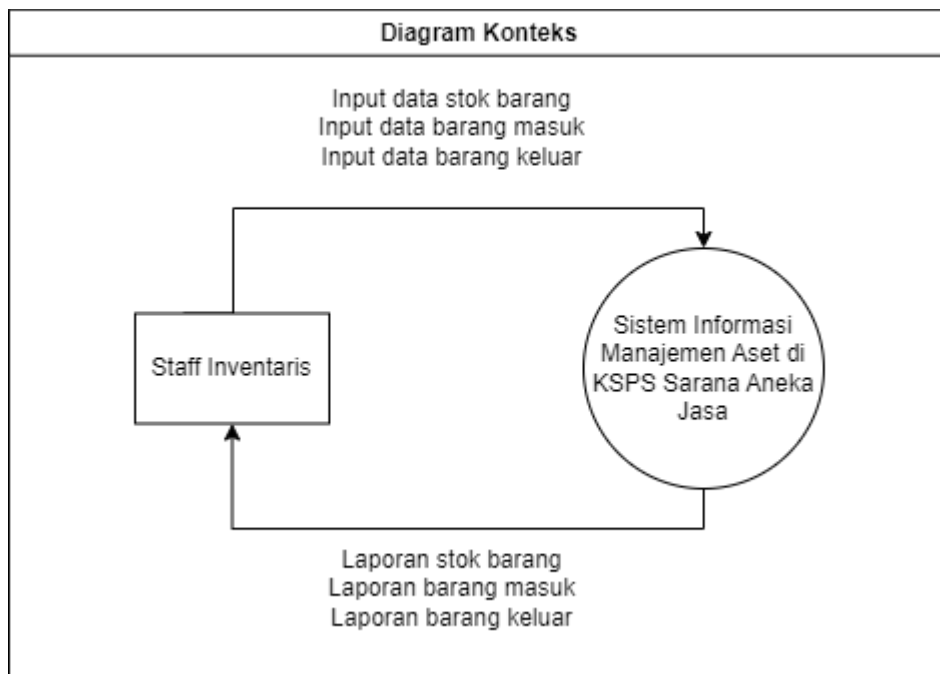 Diagram Konteks
Input data stok barang
Input data barang masuk
Input data barang keluar
Staff Inventaris
Sistem Informasi
Manajemen Aset di
KSPS Sarana Aneka
Jasa
Laporan stok barang
Laporan barang masuk
Laporan barang keluar